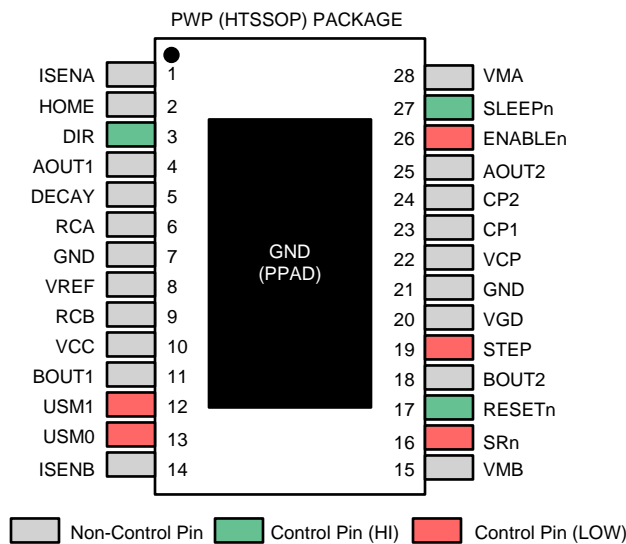 PWP (HTSSOP) PACKAGE
ISENA 1
HOME 2
DIR 3
AOUT1 4
DECAY 5
RCA 6
GND 7
VREF 8
RCB 9
VCC 10
BOUT1 11
USM1 12
USM0 13
ISENB 14
GND
(PPAD)
28 VMA
27 SLEEPn
26 ENABLEn
25 AOUT2
24 CP2
23 CP1
22 VCP
21 GND
20 VGD
19 STEP
18 BOUT2
17 RESETn
16 SRn
15 VMB
Non-Control Pin Control Pin (HI) Control Pin (LOW)